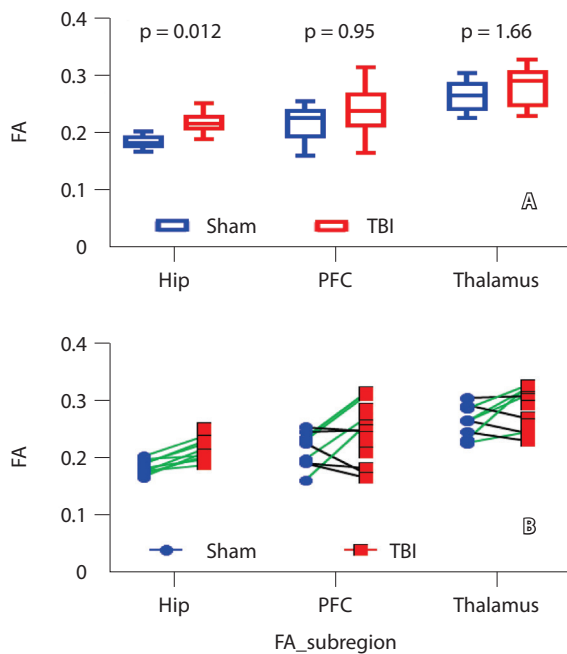 0.4
p = 0.012
p = 0.95
p = 1.66
0.3
FA
0.2
0.1
A
Sham
TBI
0
Hip
PFC
Thalamus
0.4
0.3
FA
0.2
0.1
B
Sham
TBI
0
Hip
PFC
Thalamus
FA_subregion